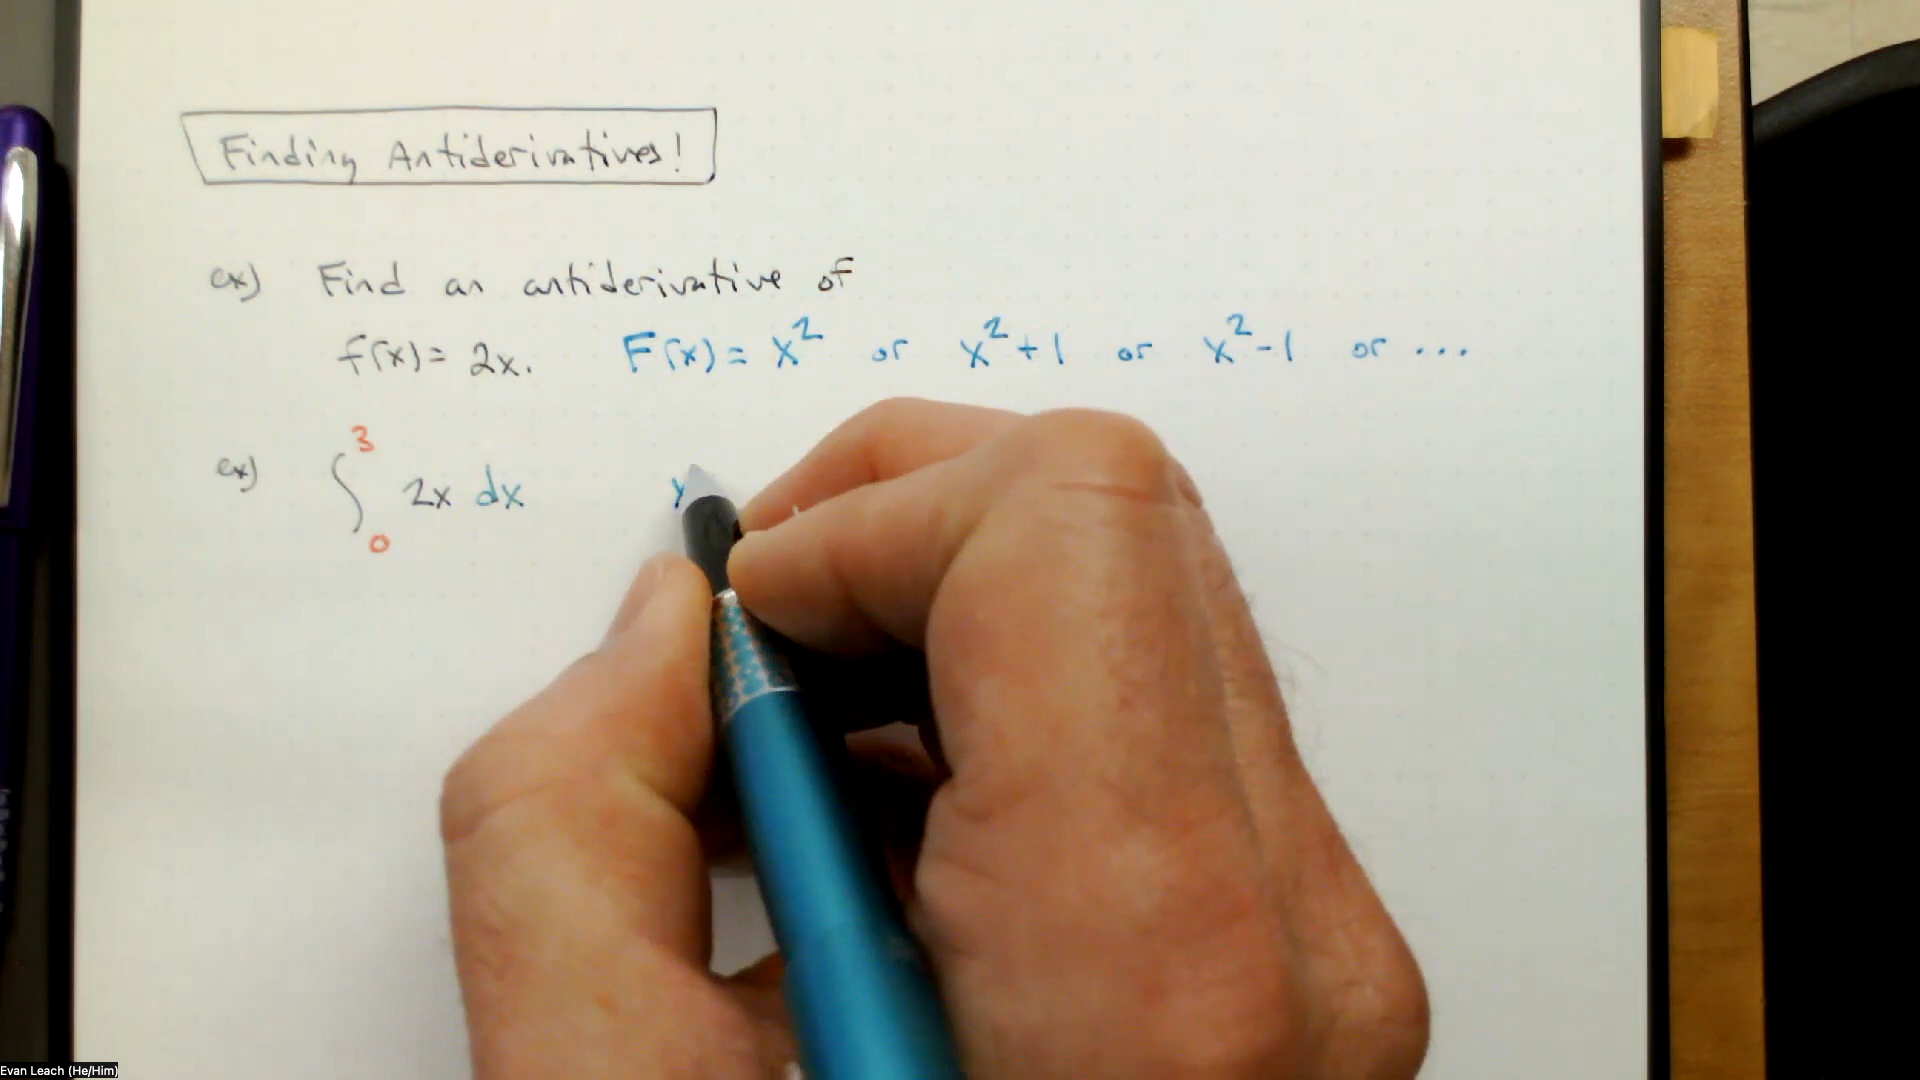 Finding Antiderivatives!
ex) Find an antiderivative of
f(x) = 2x. F(x) = x² or x²+1 or x²-1 or ...
ex) ∫₀³ 2x dx
Evan Leach (He/Him)